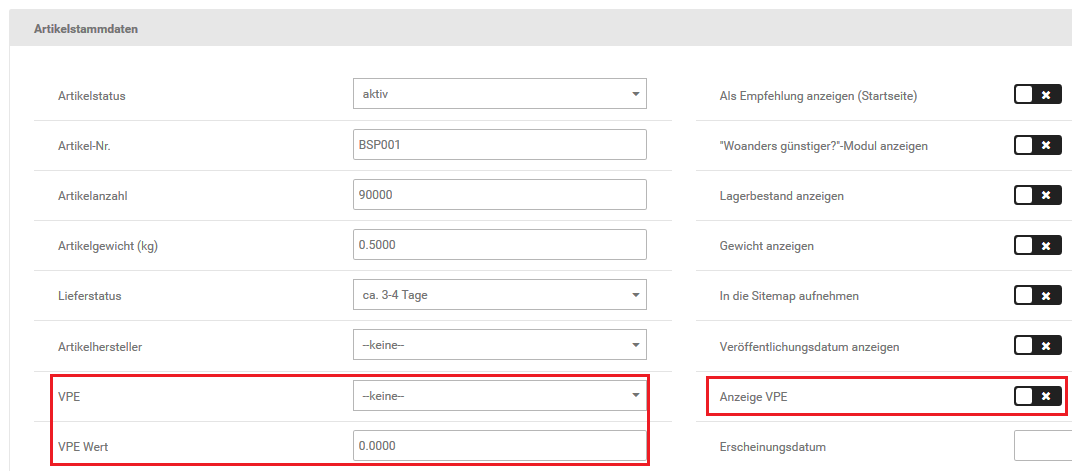 Artikelstammdaten
Artikelstatus
aktiv
Als Empfehlung anzeigen (Startseite)
Artikel-Nr.
BSP001
"Woanders günstiger?"-Modul anzeigen
Artikelanzahl
90000
Lagerbestand anzeigen
Artikelgewicht (kg)
0.5000
Gewicht anzeigen
Lieferstatus
ca. 3-4 Tage
In die Sitemap aufnehmen
Artikelhersteller
--keine--
Veröffentlichungsdatum anzeigen
VPE
--keine--
Anzeige VPE
VPE Wert
0.0000
Erscheinungsdatum